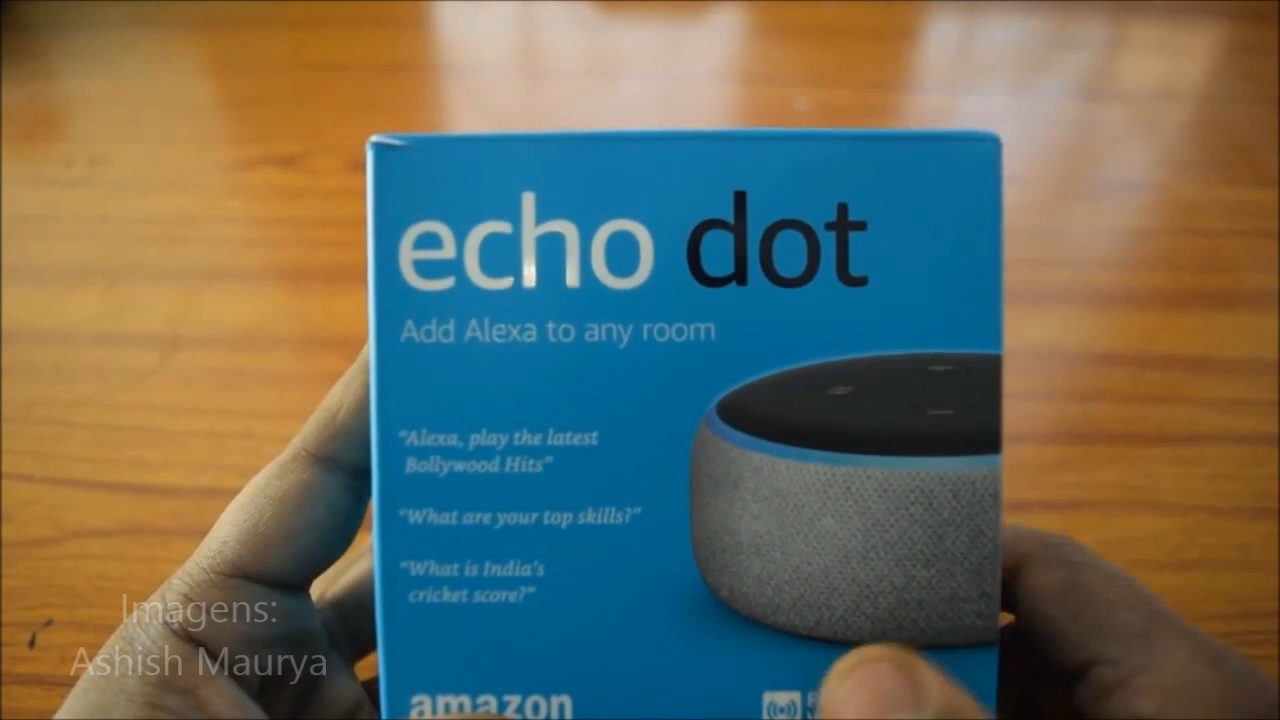 echo dot
Add Alexa to any room
“Alexa, play the latest
Bollywood Hits”
“What are your top skills?”
“What is India's
cricket score?”
Imagens:
Ashish Maurya
amazon